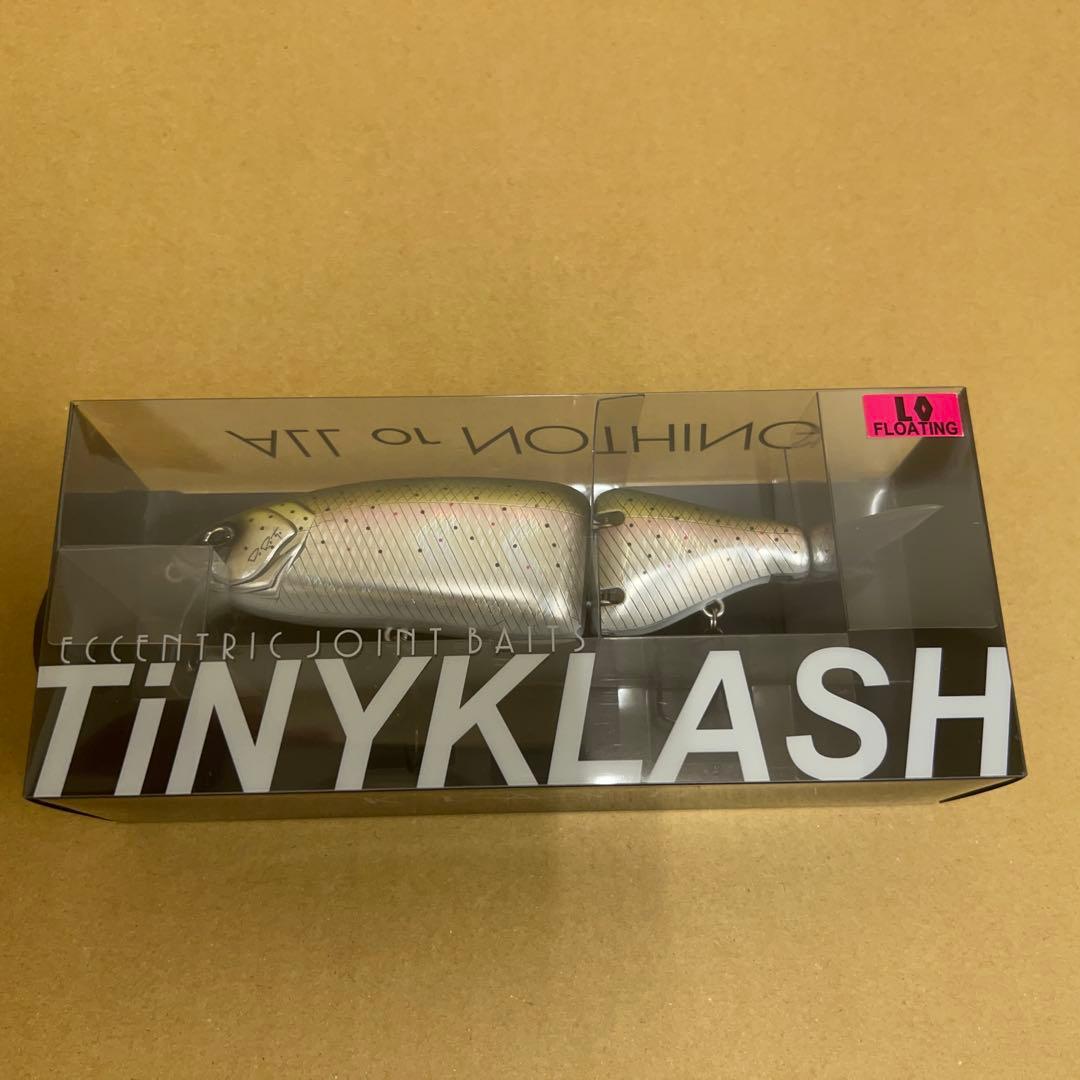 LO
FLOATING
ALL or NOTHING
ECCENTRIC JOINT BAITS
TiNYKLASH